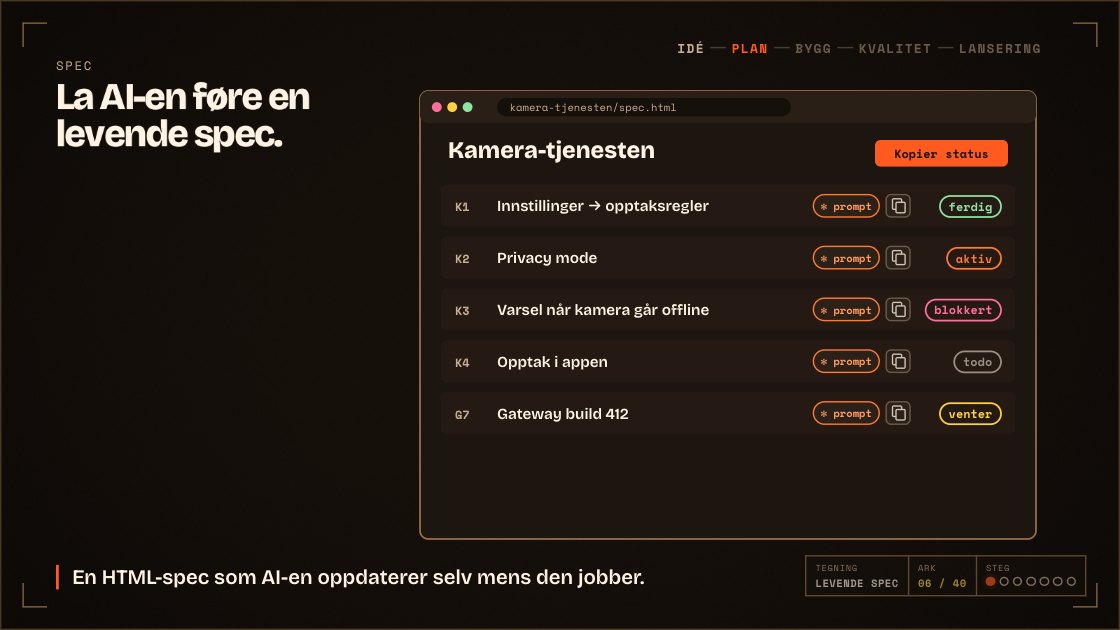 IDÉ — PLAN — BYGG — KVALITET — LANSERING
SPEC
La AI-en føre en
levende spec.
kamera-tjenesten/spec.html
Kamera-tjenesten
Kopier status
K1 Innstillinger → opptaksregler * prompt ferdig
K2 Privacy mode * prompt aktiv
K3 Varsel når kamera går offline * prompt blokkert
K4 Opptak i appen * prompt todo
G7 Gateway build 412 * prompt venter
En HTML-spec som AI-en oppdaterer selv mens den jobber.
TEGNING ARK STEG
LEVENDE SPEC 06 / 40